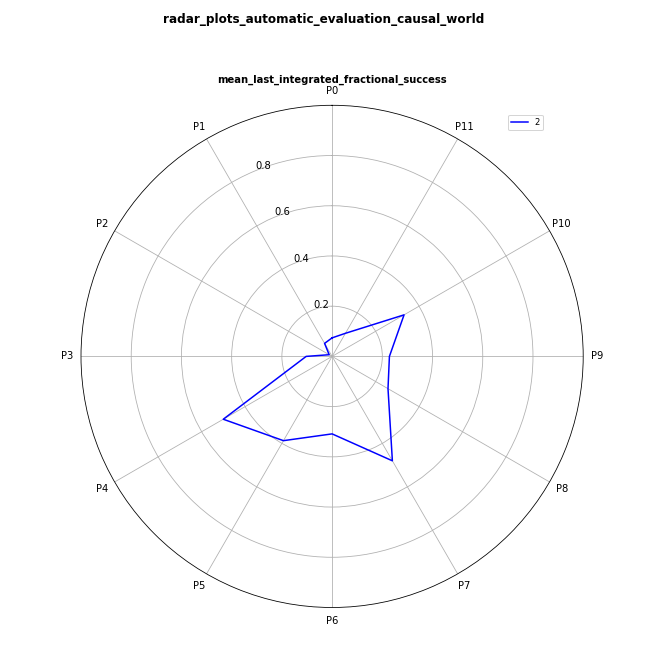 radar_plots_automatic_evaluation_causal_world
mean_last_integrated_fractional_success
P0
P1
P11
2
0.8
0.6
P2
P10
0.4
0.2
P3
P9
P4
P8
P5
P7
P6